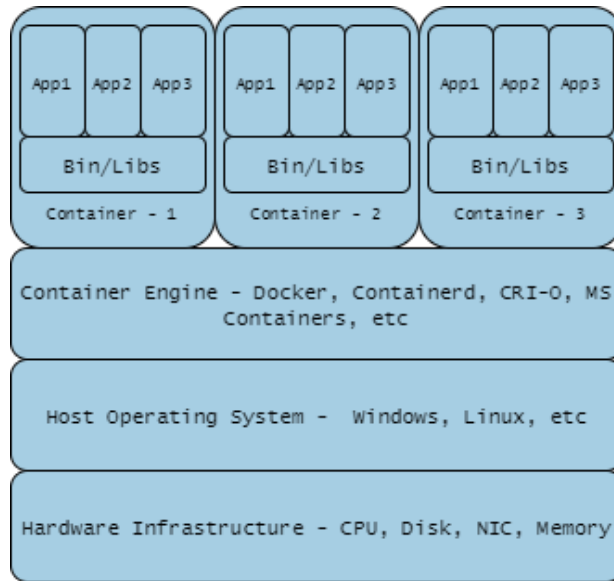 App1 App2 App3 App1 App2 App3 App1 App2 App3
Bin/Libs Bin/Libs Bin/Libs
Container - 1 Container - 2 Container - 3
Container Engine - Docker, Containerd, CRI-O, MS
Containers, etc
Host Operating System - Windows, Linux, etc
Hardware Infrastructure - CPU, Disk, NIC, Memory